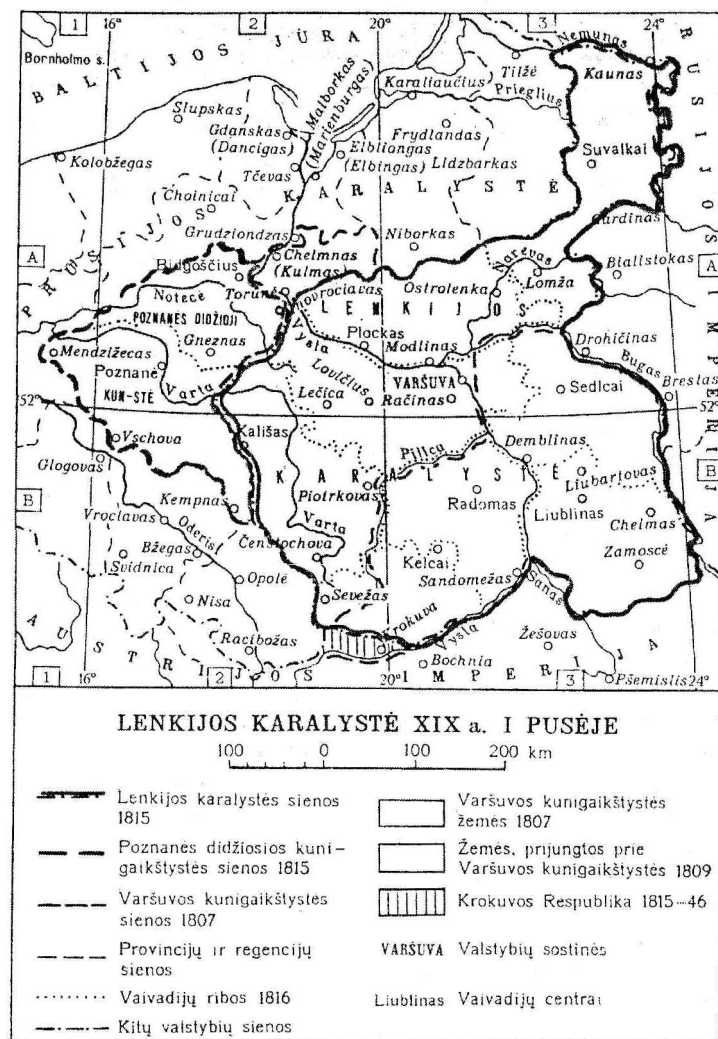 1
16°
2
20°
3
24°
Bornholmo s.
BALTIJOS JŪRA
Nemunas
RUSIJOS IMPERIJA
Tilžė
Kaunas
Karaliaučius
Prieglius
Malborkas
(Marienburgas)
Slupskas
Gdanskas
(Dancigas)
Frydlandas
Elbliongas
(Elbingas)
Lidzbarkas
Suvalkai
Kolobžegas
Tčevas
PRŪSIJOS KARALYSTĖ
Choinicai
Gardinas
Grudziondzas
Niborkas
A
A
Chelmnas
(Kulmas)
Bidgoščius
Narevas
Lomža
Bialistokas
Torunė
Inovroclavas
Ostrolenka
Notecė
LENKIJOS
POZNANĖS DIDŽIOJI
Vysla
Plockas
Modlinas
Drohičinas
Mendzižecas
Gneznas
Bugas
Poznanė
Varta
Lovičius
VARŠUVA
Sedlcai
Brestas
KUN-STĖ
Lečica
Račinas
52°
52°
Vschova
Kališas
Pilica
Demblinas
Glogovas
KARALYSTĖ
Liubartovas
B
B
Kempnas
Piotrkovas
Radomas
Liublinas
Vroclavas
Oderis
Varta
Chelmas
Bžegas
Čenstochova
Kelcai
Zamoscė
Svidnica
Opolė
Sandomežas
Sanas
Nisa
Sevežas
Krokuva
Racibožas
Vysla
Žešovas
AUSTRIJOS IMPERIJA
Bochnia
1
16°
2
20°
3
Pšemislis
24°
LENKIJOS KARALYSTĖ XIX a. I PUSĖJE
100 0 100 200 km
Lenkijos karalystės sienos
1815
Poznanės didžiosios kuni-
gaikštystės sienos 1815
Varšuvos kunigaikštystės
sienos 1807
Provincijų ir regencijų
sienos
Vaivadijų ribos 1816
Kitų valstybių sienos
Varšuvos kunigaikštystės
žemės 1807
Žemės, prijungtos prie
Varšuvos kunigaikštystės 1809
Krokuvos Respublika 1815-46
VARŠUVA Valstybių sostinės
Liublinas Vaivadijų centrai